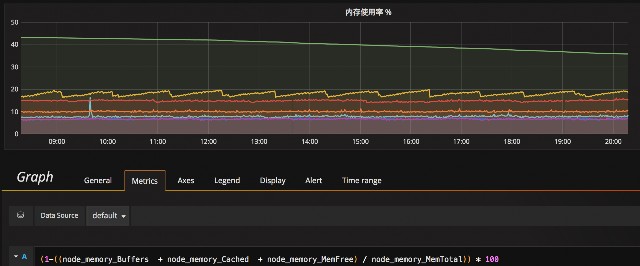 内存使用率 %
50
40
30
20
10
0
09:00 10:00 11:00 12:00 13:00 14:00 15:00 16:00 17:00 18:00 19:00 20:00
Graph General Metrics Axes Legend Display Alert Time range
Data Source default
A (1-((node_memory_Buffers + node_memory_Cached + node_memory_MemFree) / node_memory_MemTotal)) * 100